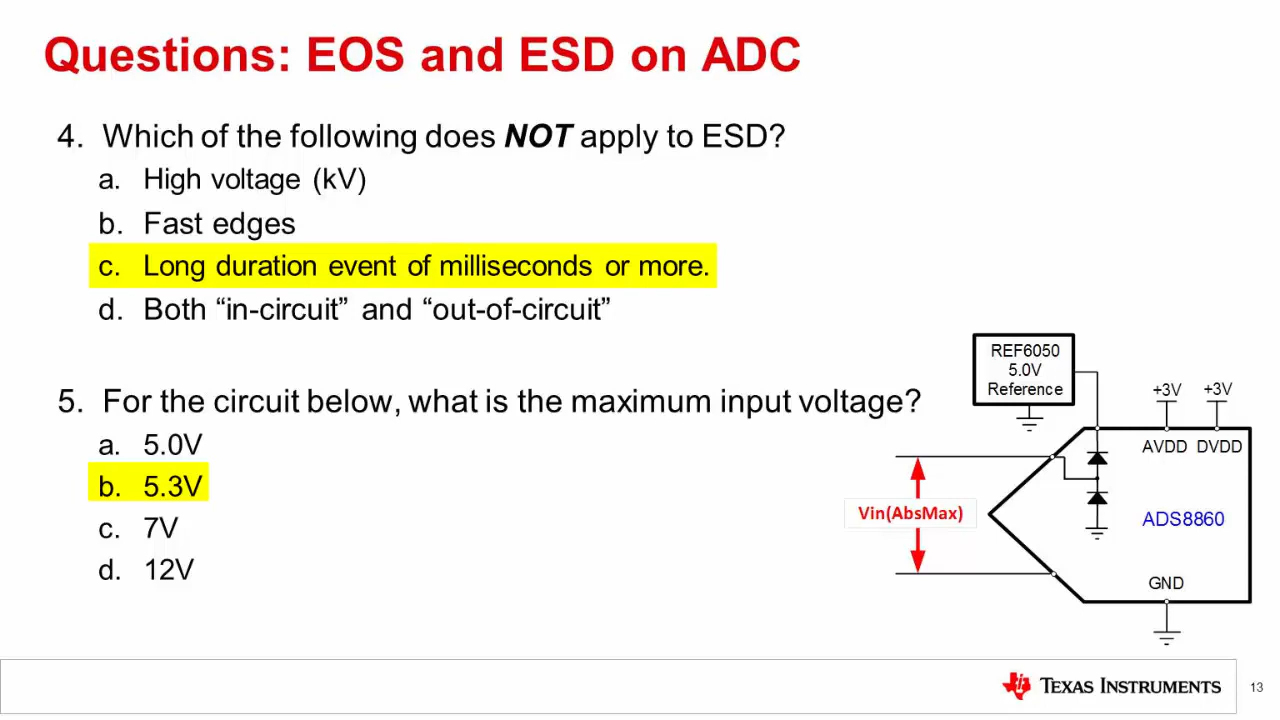 Questions: EOS and ESD on ADC
4. Which of the following does NOT apply to ESD?
a. High voltage (kV)
b. Fast edges
c. Long duration event of milliseconds or more.
d. Both “in-circuit” and “out-of-circuit”
5. For the circuit below, what is the maximum input voltage?
a. 5.0V
b. 5.3V
c. 7V
d. 12V
REF6050
5.0V
Reference
+3V +3V
AVDD DVDD
Vin(AbsMax)
ADS8860
GND
TEXAS INSTRUMENTS
13